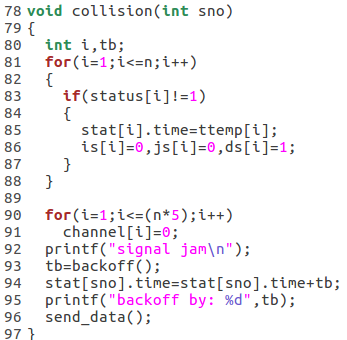 78 void collision(int sno)
79 {
80   int i,tb;
81   for(i=1;i<=n;i++)
82   {
83     if(status[i]!=1)
84     {
85       stat[i].time=ttemp[i];
86       is[i]=0,js[i]=0,ds[i]=1;
87     }
88   }
89
90   for(i=1;i<=(n*5);i++)
91     channel[i]=0;
92   printf("signal jam\n");
93   tb=backoff();
94   stat[sno].time=stat[sno].time+tb;
95   printf("backoff by: %d",tb);
96   send_data();
97 }